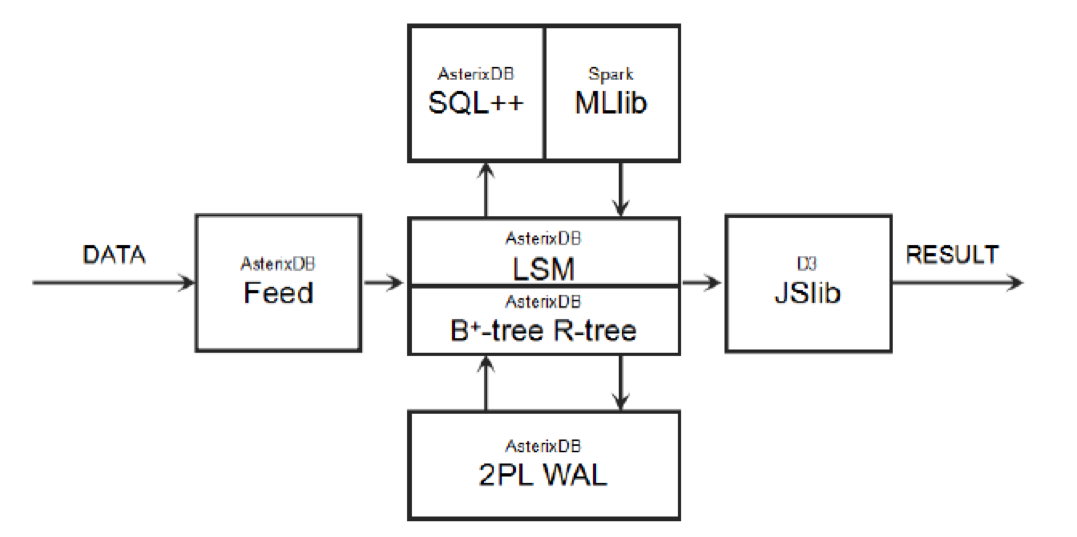 AsterixDB
SQL++
Spark
MLlib
DATA
AsterixDB
Feed
AsterixDB
LSM
AsterixDB
B+-tree R-tree
D3
JSlib
RESULT
AsterixDB
2PL WAL